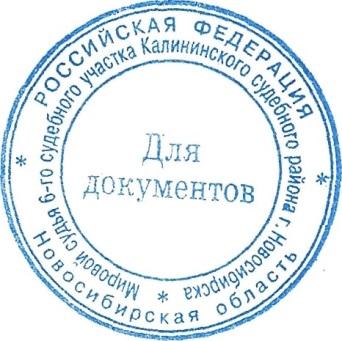 * РОССИЙСКАЯ ФЕДЕРАЦИЯ *
Новосибирская область
* Мировой судья 6-го судебного участка Калининского судебного района г. Новосибирска
Для
документов